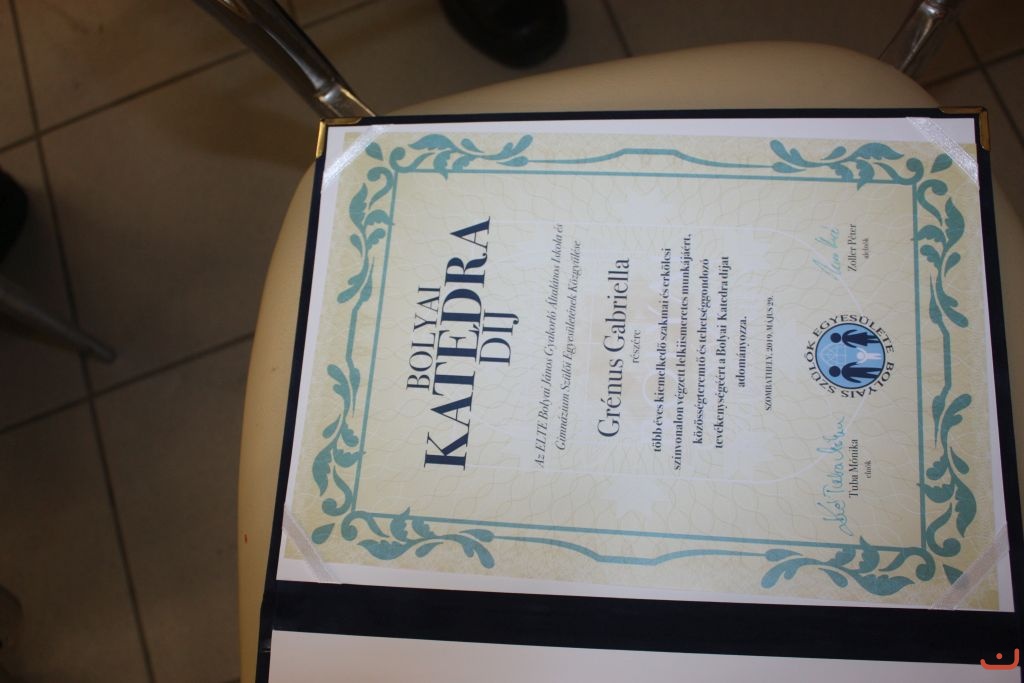 BOLYAI
KATEDRA
DIJ
Az ELTE Bolyai János Gyakorló Általános Iskola és
Gimnázium Szülői Egyesületének Közgyűlése
Grénus Gabriella
részére
több éves kiemelkedő szakmai és erkölcsi
színvonalon végzett lelkiismeretes munkájáért,
közösségteremtő és tehetséggondozó
tevékenységéért a Bolyai Katedra díjat
adományozza.
SZOMBATHELY, 2019. MÁJUS 29.
Tuba Mónika
elnök
SZÜLŐK EGYESÜLETE BOLYAIS
Zoller Péter
alelnök